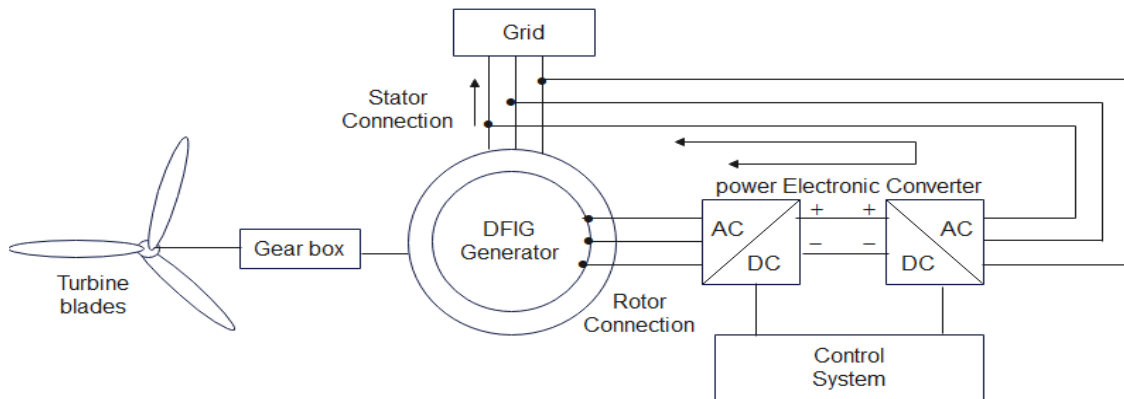 Grid
Stator
Connection
power Electronic Converter
+ +
AC
AC
DFIG
Generator
Gear box
− −
DC
DC
Turbine
blades
Rotor
Connection
Control
System